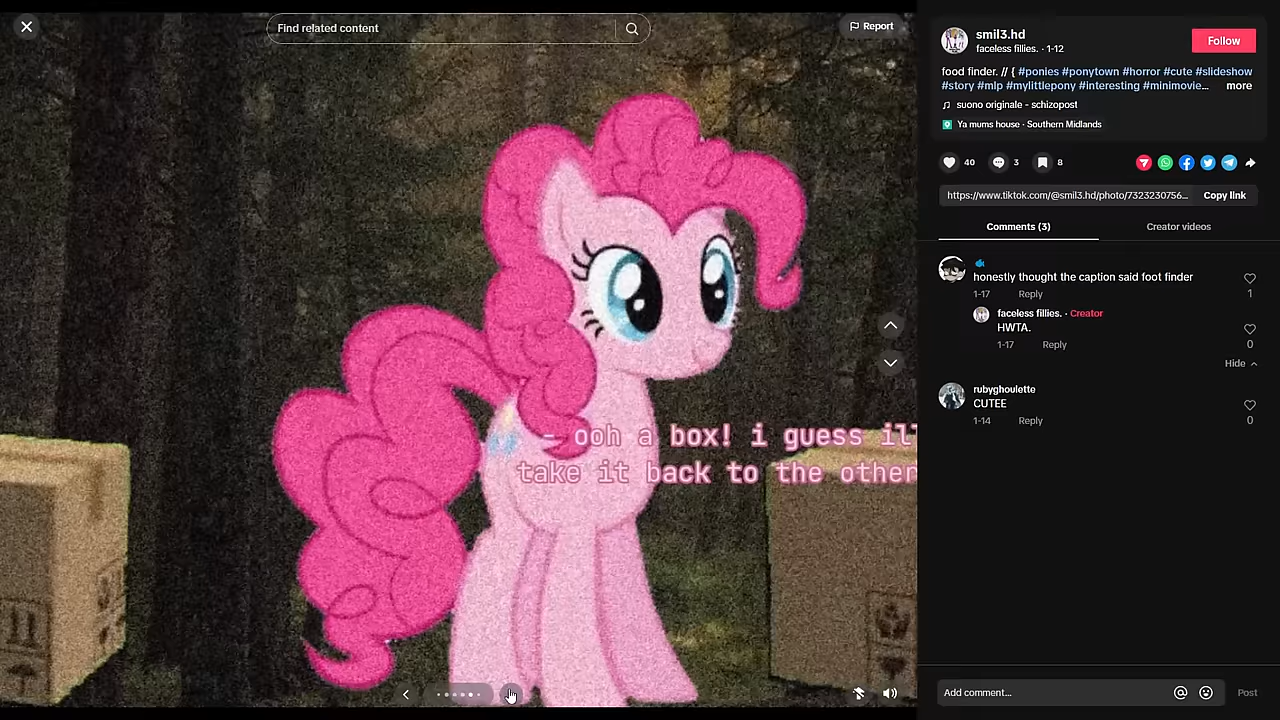 Find related content
Report
smil3.hd
faceless fillies. · 1-12
Follow
food finder. // { #ponies #ponytown #horror #cute #slideshow
#story #mlp #mylittlepony #interesting #minimovie...
more
suono originale - schizopost
Ya mums house · Southern Midlands
40
3
8
https://www.tiktok.com/@smil3.hd/photo/7323230756...
Copy link
Comments (3)
Creator videos
honestly thought the caption said foot finder
1-17
Reply
1
faceless fillies. · Creator
HWTA.
1-17
Reply
0
Hide
rubyghoulette
CUTEE
1-14
Reply
0
- ooh a box! i guess ill
take it back to the other
Add comment...
Post